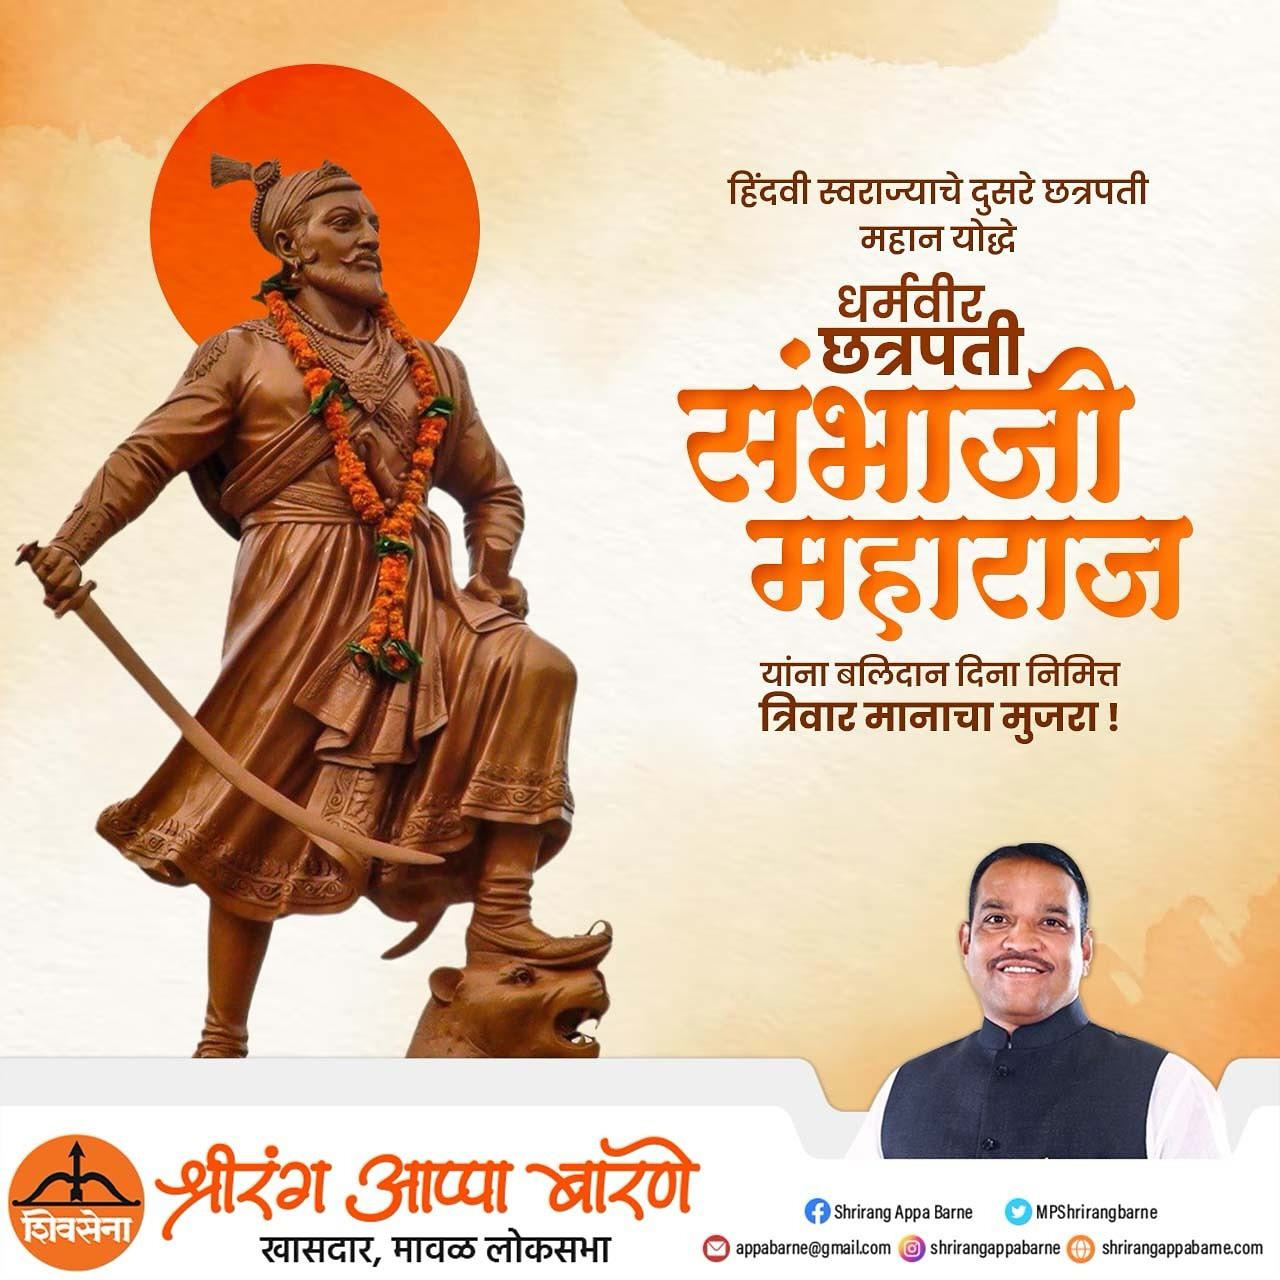 हिंदवी स्वराज्याचे दुसरे छत्रपती
महान योद्धे
धर्मवीर
छत्रपती
संभाजी
महाराज
यांना बलिदान दिना निमित्त
त्रिवार मानाचा मुजरा !
शिवसेना
श्रीरंग आप्पा बारणे
खासदार, मावळ लोकसभा
Shrirang Appa Barne MPShrirangbarne
appabarne@gmail.com shrirangappabarne shrirangappabarne.com